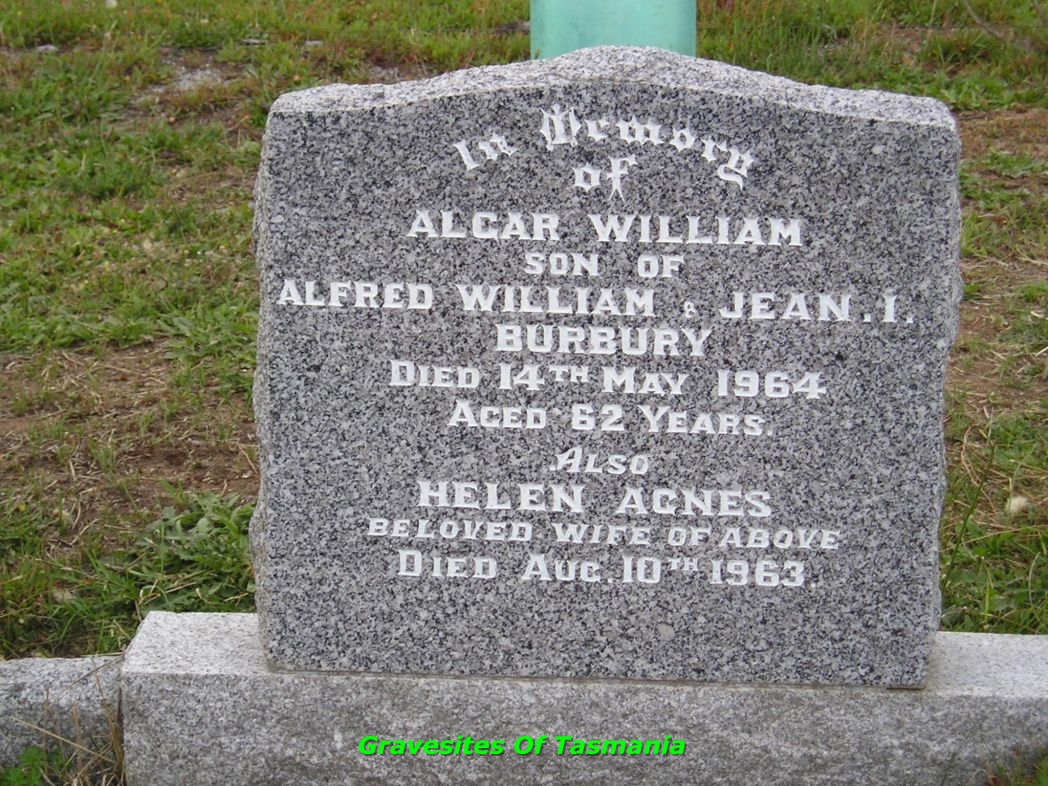 In Memory
of
ALGAR WILLIAM
SON OF
ALFRED WILLIAM & JEAN. I.
BURBURY
DIED 14TH MAY 1964.
AGED 62 YEARS.
ALSO
HELEN AGNES
BELOVED WIFE OF ABOVE
DIED AUG. 10TH 1963.
Gravesites Of Tasmania